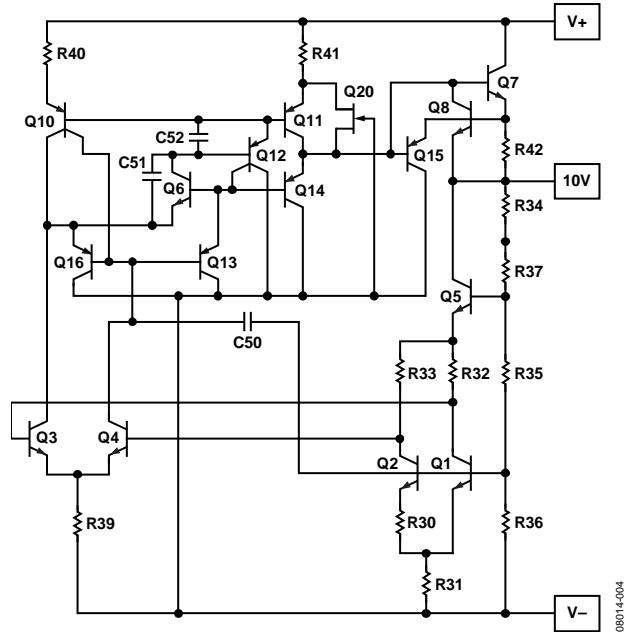 V+
R40
R41
Q20
Q7
Q10
Q11
Q8
C52
Q12
Q15
R42
C51
Q6
Q14
10V
R34
Q16
Q13
R37
Q5
C50
R33
R32
R35
Q3
Q4
Q2
Q1
R39
R30
R36
R31
V−
08014-004